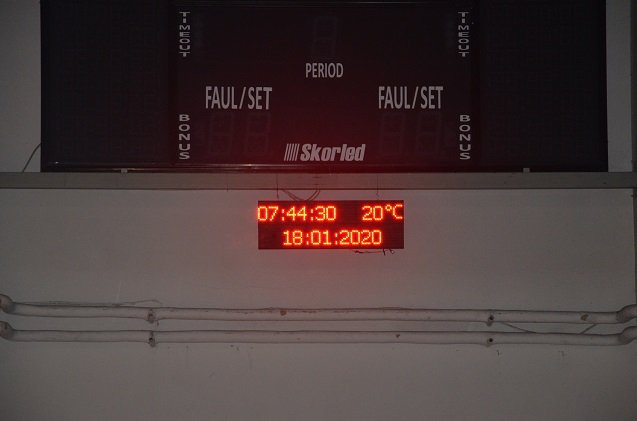 TIMEOUT
TIMEOUT
PERIOD
FAUL/SET
FAUL/SET
BONUS
BONUS
Skorled
07:44:30 20°C
18:01:2020